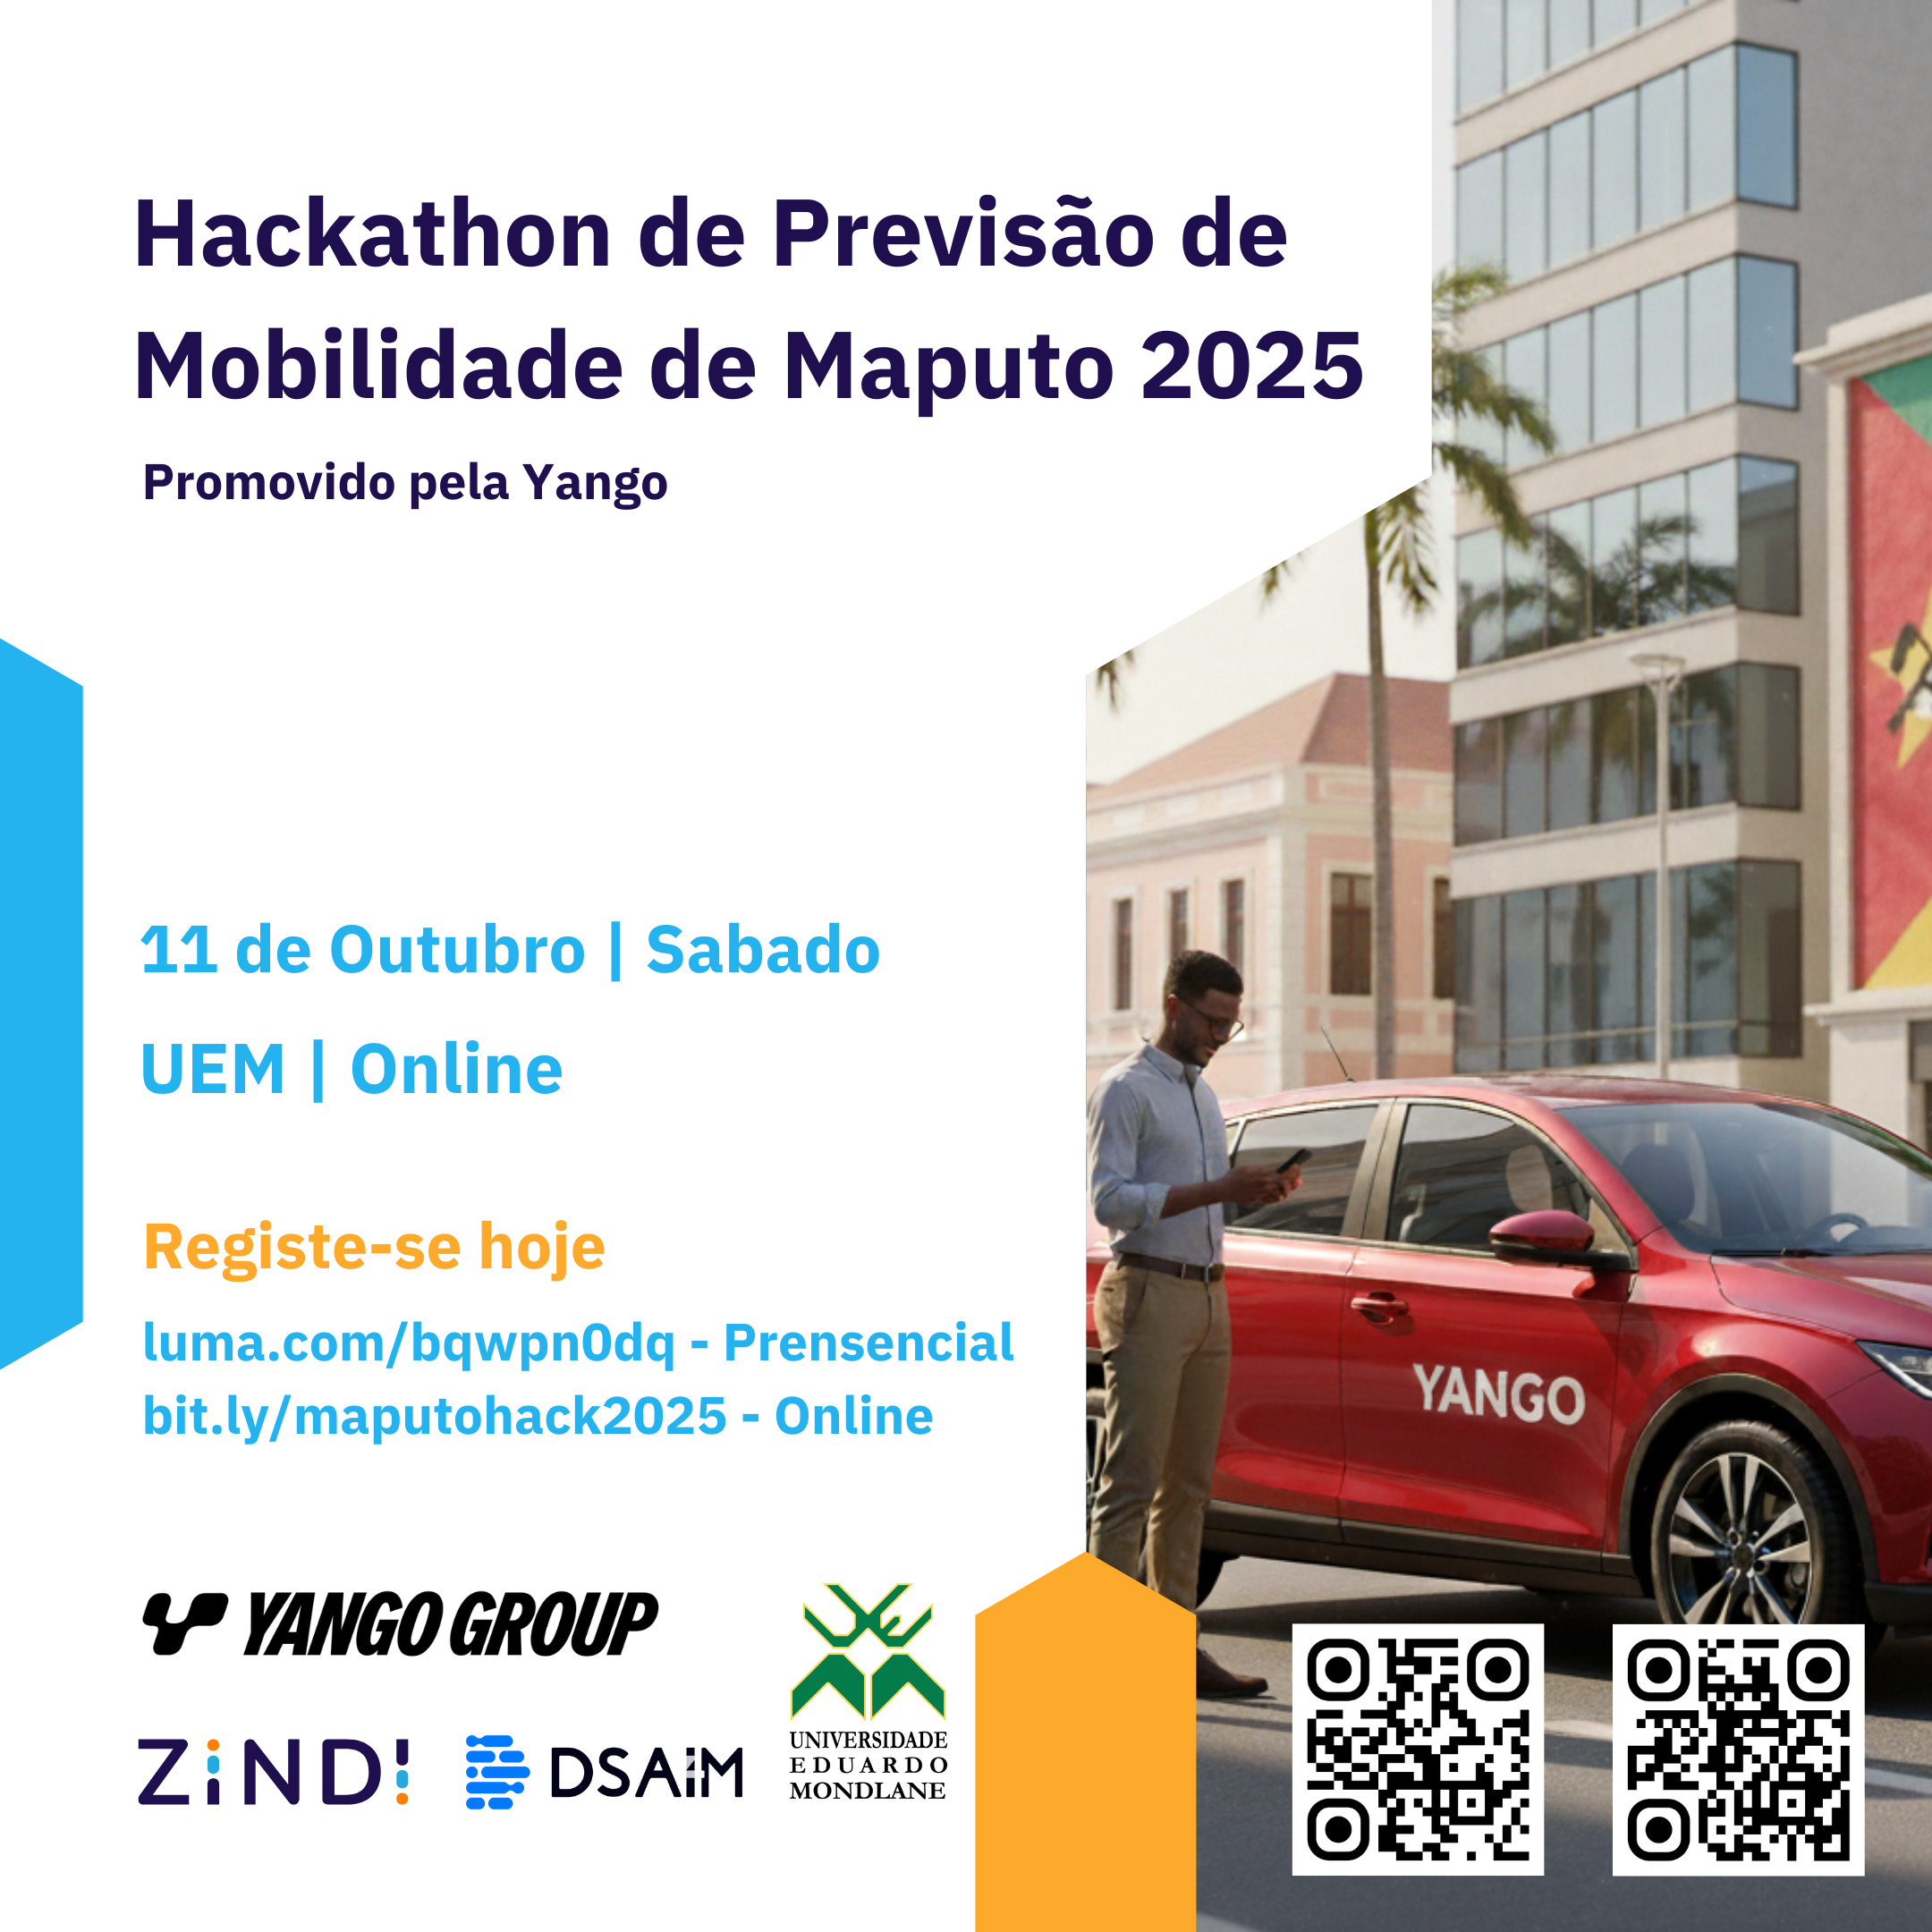 Hackathon de Previsão de
Mobilidade de Maputo 2025
Promovido pela Yango
11 de Outubro | Sabado
UEM | Online
Registe-se hoje
luma.com/bqwpn0dq - Prensencial
bit.ly/maputohack2025 - Online
YANGO
YANGO GROUP
ZINDI
DSAIM
UNIVERSIDADE
EDUARDO
MONDLANE